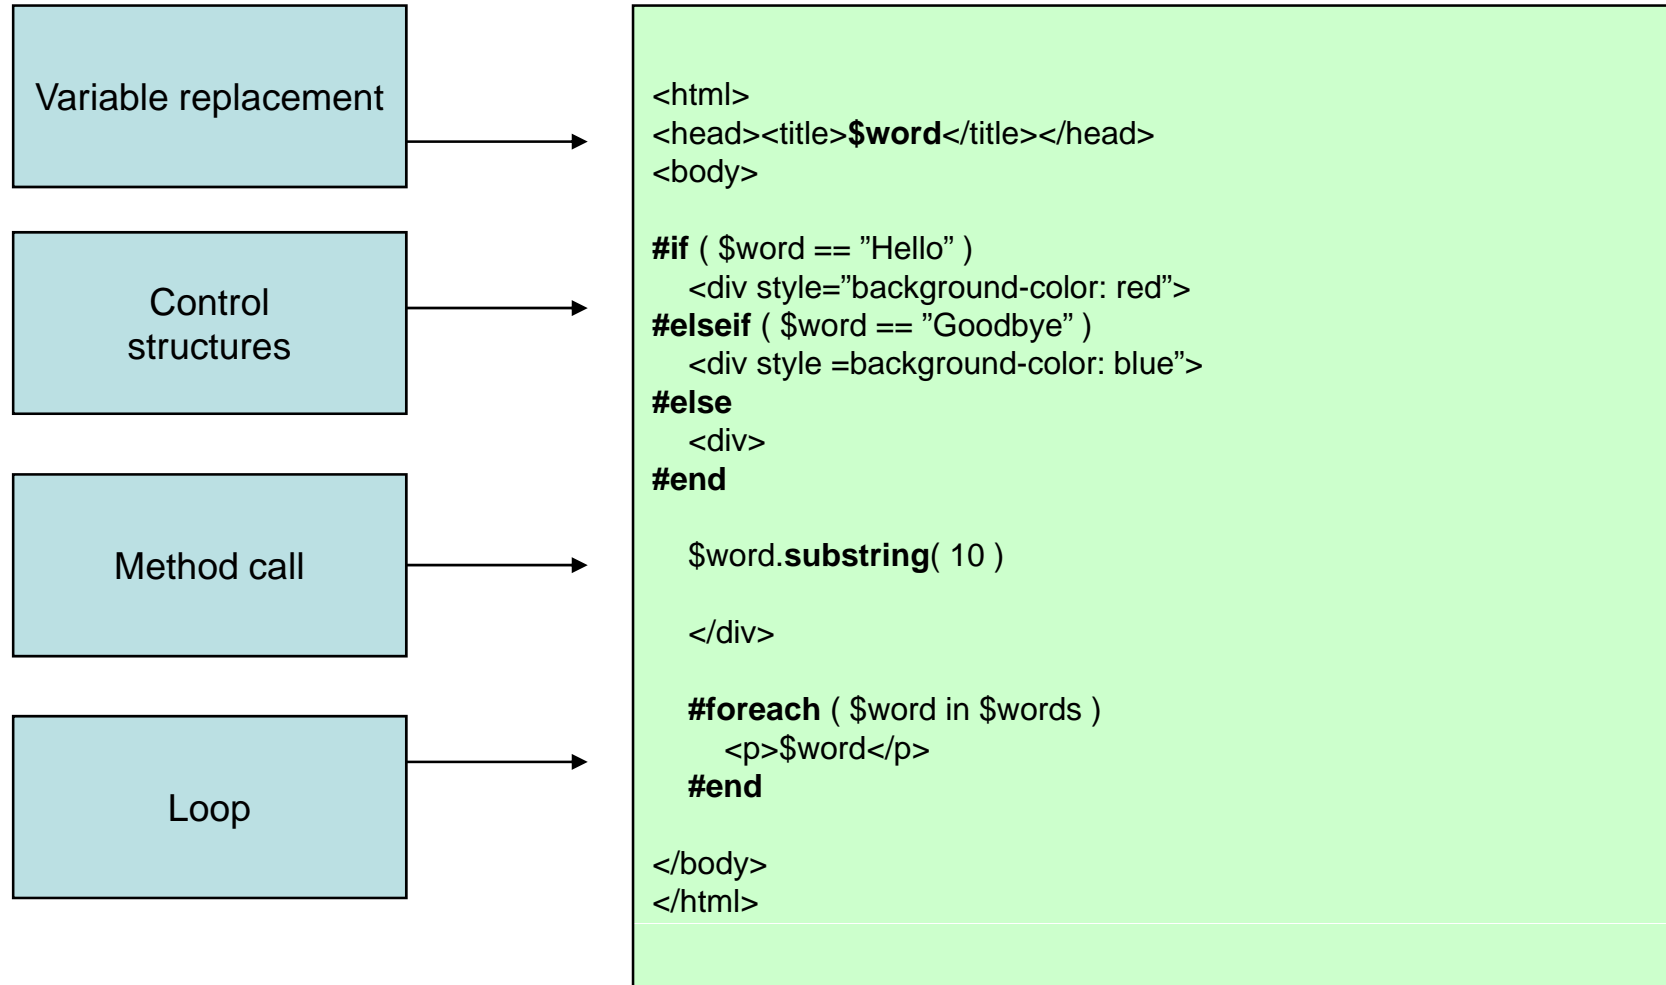 Variable replacement
Control
structures
Method call
Loop
<html>
<head><title>$word</title></head>
<body>
#if ( $word == ”Hello” )
<div style=”background-color: red”>
#elseif ( $word == ”Goodbye” )
<div style =background-color: blue”>
#else
<div>
#end
$word.substring( 10 )
</div>
#foreach ( $word in $words )
<p>$word</p>
#end
</body>
</html>